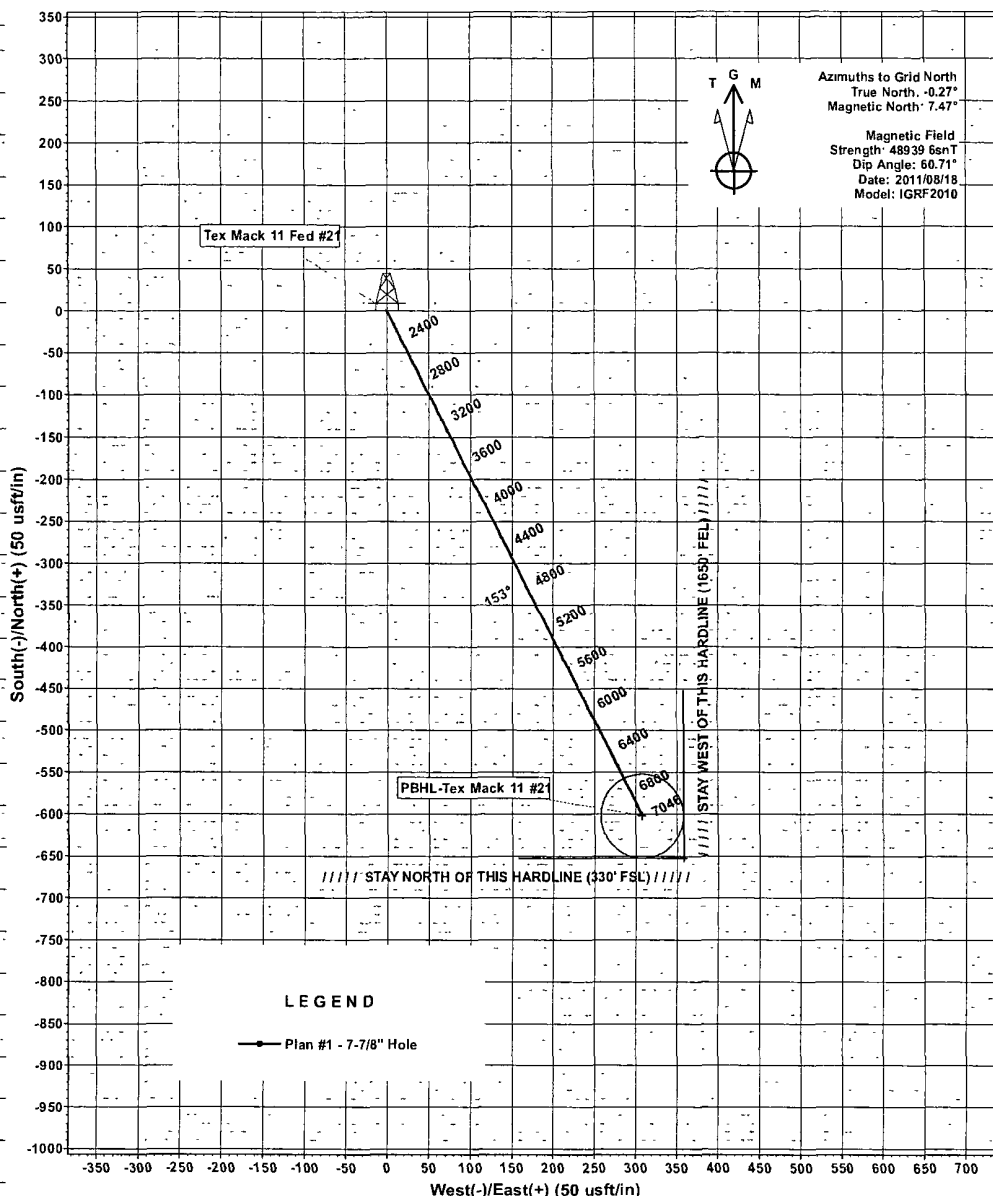 350
300
250
200
150
100
50
0
-50
-100
-150
-200
-250
-300
-350
-400
-450
-500
-550
-600
-650
-700
-750
-800
-850
-900
-950
-1000
South(-)/North(+) (50 usft/in)
T G M
Azimuths to Grid North
True North. -0.27°
Magnetic North· 7.47°
Magnetic Field
Strength· 48939 6snT
Dip Angle: 60.71°
Date: 2011/08/18
Model: IGRF2010
Tex Mack 11 Fed #21
2400
2800
3200
3600
4000
4400
4800
153°
5200
5600
6000
6400
6800
7046
PBHL-Tex Mack 11 #21
///// STAY WEST OF THIS HARDLINE (1650' FEL) /////
///// STAY NORTH OF THIS HARDLINE (330' FSL) /////
LEGEND
Plan #1 - 7-7/8" Hole
-350 -300 -250 -200 -150 -100 -50 0 50 100 150 200 250 300 350 400 450 500 550 600 650 700
West(-)/East(+) (50 usft/in)